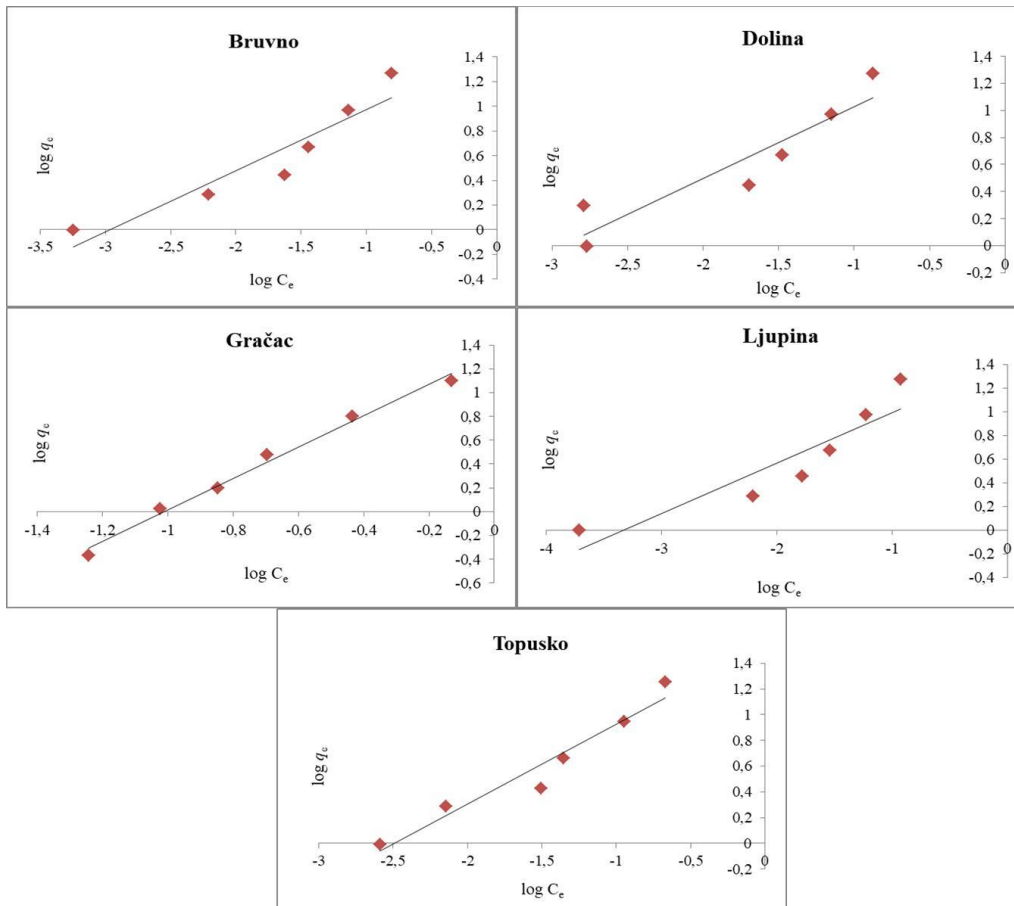 Bruvno
1,4
1,2
1
0,8
0,6
0,4
0,2
0
-0,2
-0,4
-3,5 -3 -2,5 -2 -1,5 -1 -0,5 0
log qe
log Ce
Dolina
1,4
1,2
1
0,8
0,6
0,4
0,2
0
-0,2
-3 -2,5 -2 -1,5 -1 -0,5 0
log qe
log Ce
Gračac
1,4
1,2
1
0,8
0,6
0,4
0,2
0
-0,2
-0,4
-0,6
-1,4 -1,2 -1 -0,8 -0,6 -0,4 -0,2 0
log qe
log Ce
Ljupina
1,4
1,2
1
0,8
0,6
0,4
0,2
0
-0,2
-0,4
-4 -3 -2 -1 0
log qe
log Ce
Topusko
1,4
1,2
1
0,8
0,6
0,4
0,2
0
-0,2
-3 -2,5 -2 -1,5 -1 -0,5 0
log qe
log Ce